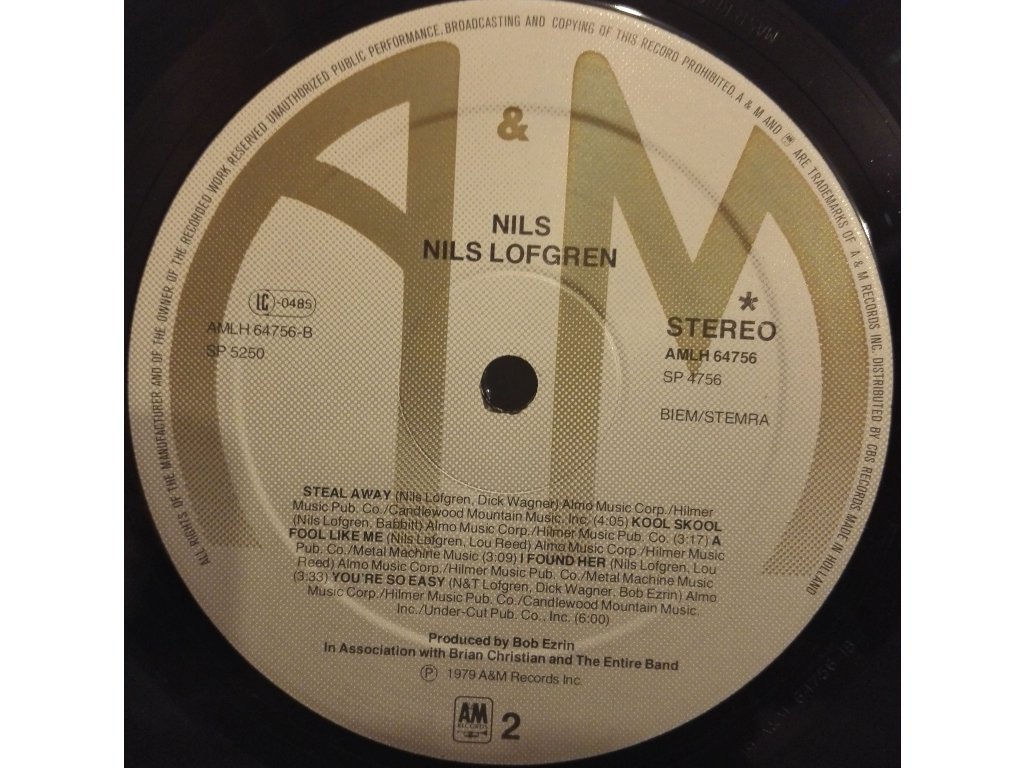 ALL RIGHTS OF THE MANUFACTURER AND OF THE OWNER OF THE RECORDED WORK RESERVED UNAUTHORIZED PUBLIC PERFORMANCE, BROADCASTING AND COPYING OF THIS RECORD PROHIBITED. A & M AND AM ARE TRADEMARKS OF A & M RECORDS INC. DISTRIBUTED BY CBS RECORDS. MADE IN HOLLAND
A & M
NILS
NILS LOFGREN
LC -0485
AMLH 64756-B
SP 5250
*
STEREO
AMLH 64756
SP 4756
BIEM/STEMRA
STEAL AWAY (Nils Lofgren, Dick Wagner) Almo Music Corp./Hilmer
Music Pub. Co./Candlewood Mountain Music, Inc. (4:05) KOOL SKOOL
(Nils Lofgren, Babbit) Almo Music Corp./Hilmer Music Pub. Co. (3:17) A
FOOL LIKE ME (Nils Lofgren, Lou Reed) Almo Music Corp./Hilmer Music
Pub. Co./Metal Machine Music (3:09) I FOUND HER (Nils Lofgren, Lou
Reed) Almo Music Corp./Hilmer Music Pub. Co./Metal Machine Music
(3:33) YOU'RE SO EASY (N&T Lofgren, Dick Wagner, Bob Ezrin) Almo
Music Corp./Hilmer Music Pub. Co./Candlewood Mountain Music,
Inc./Under-Cut Pub. Co., Inc. (6:00)
Produced by Bob Ezrin
In Association with Brian Christian and The Entire Band
℗ 1979 A&M Records Inc.
AM
RECORDS
2